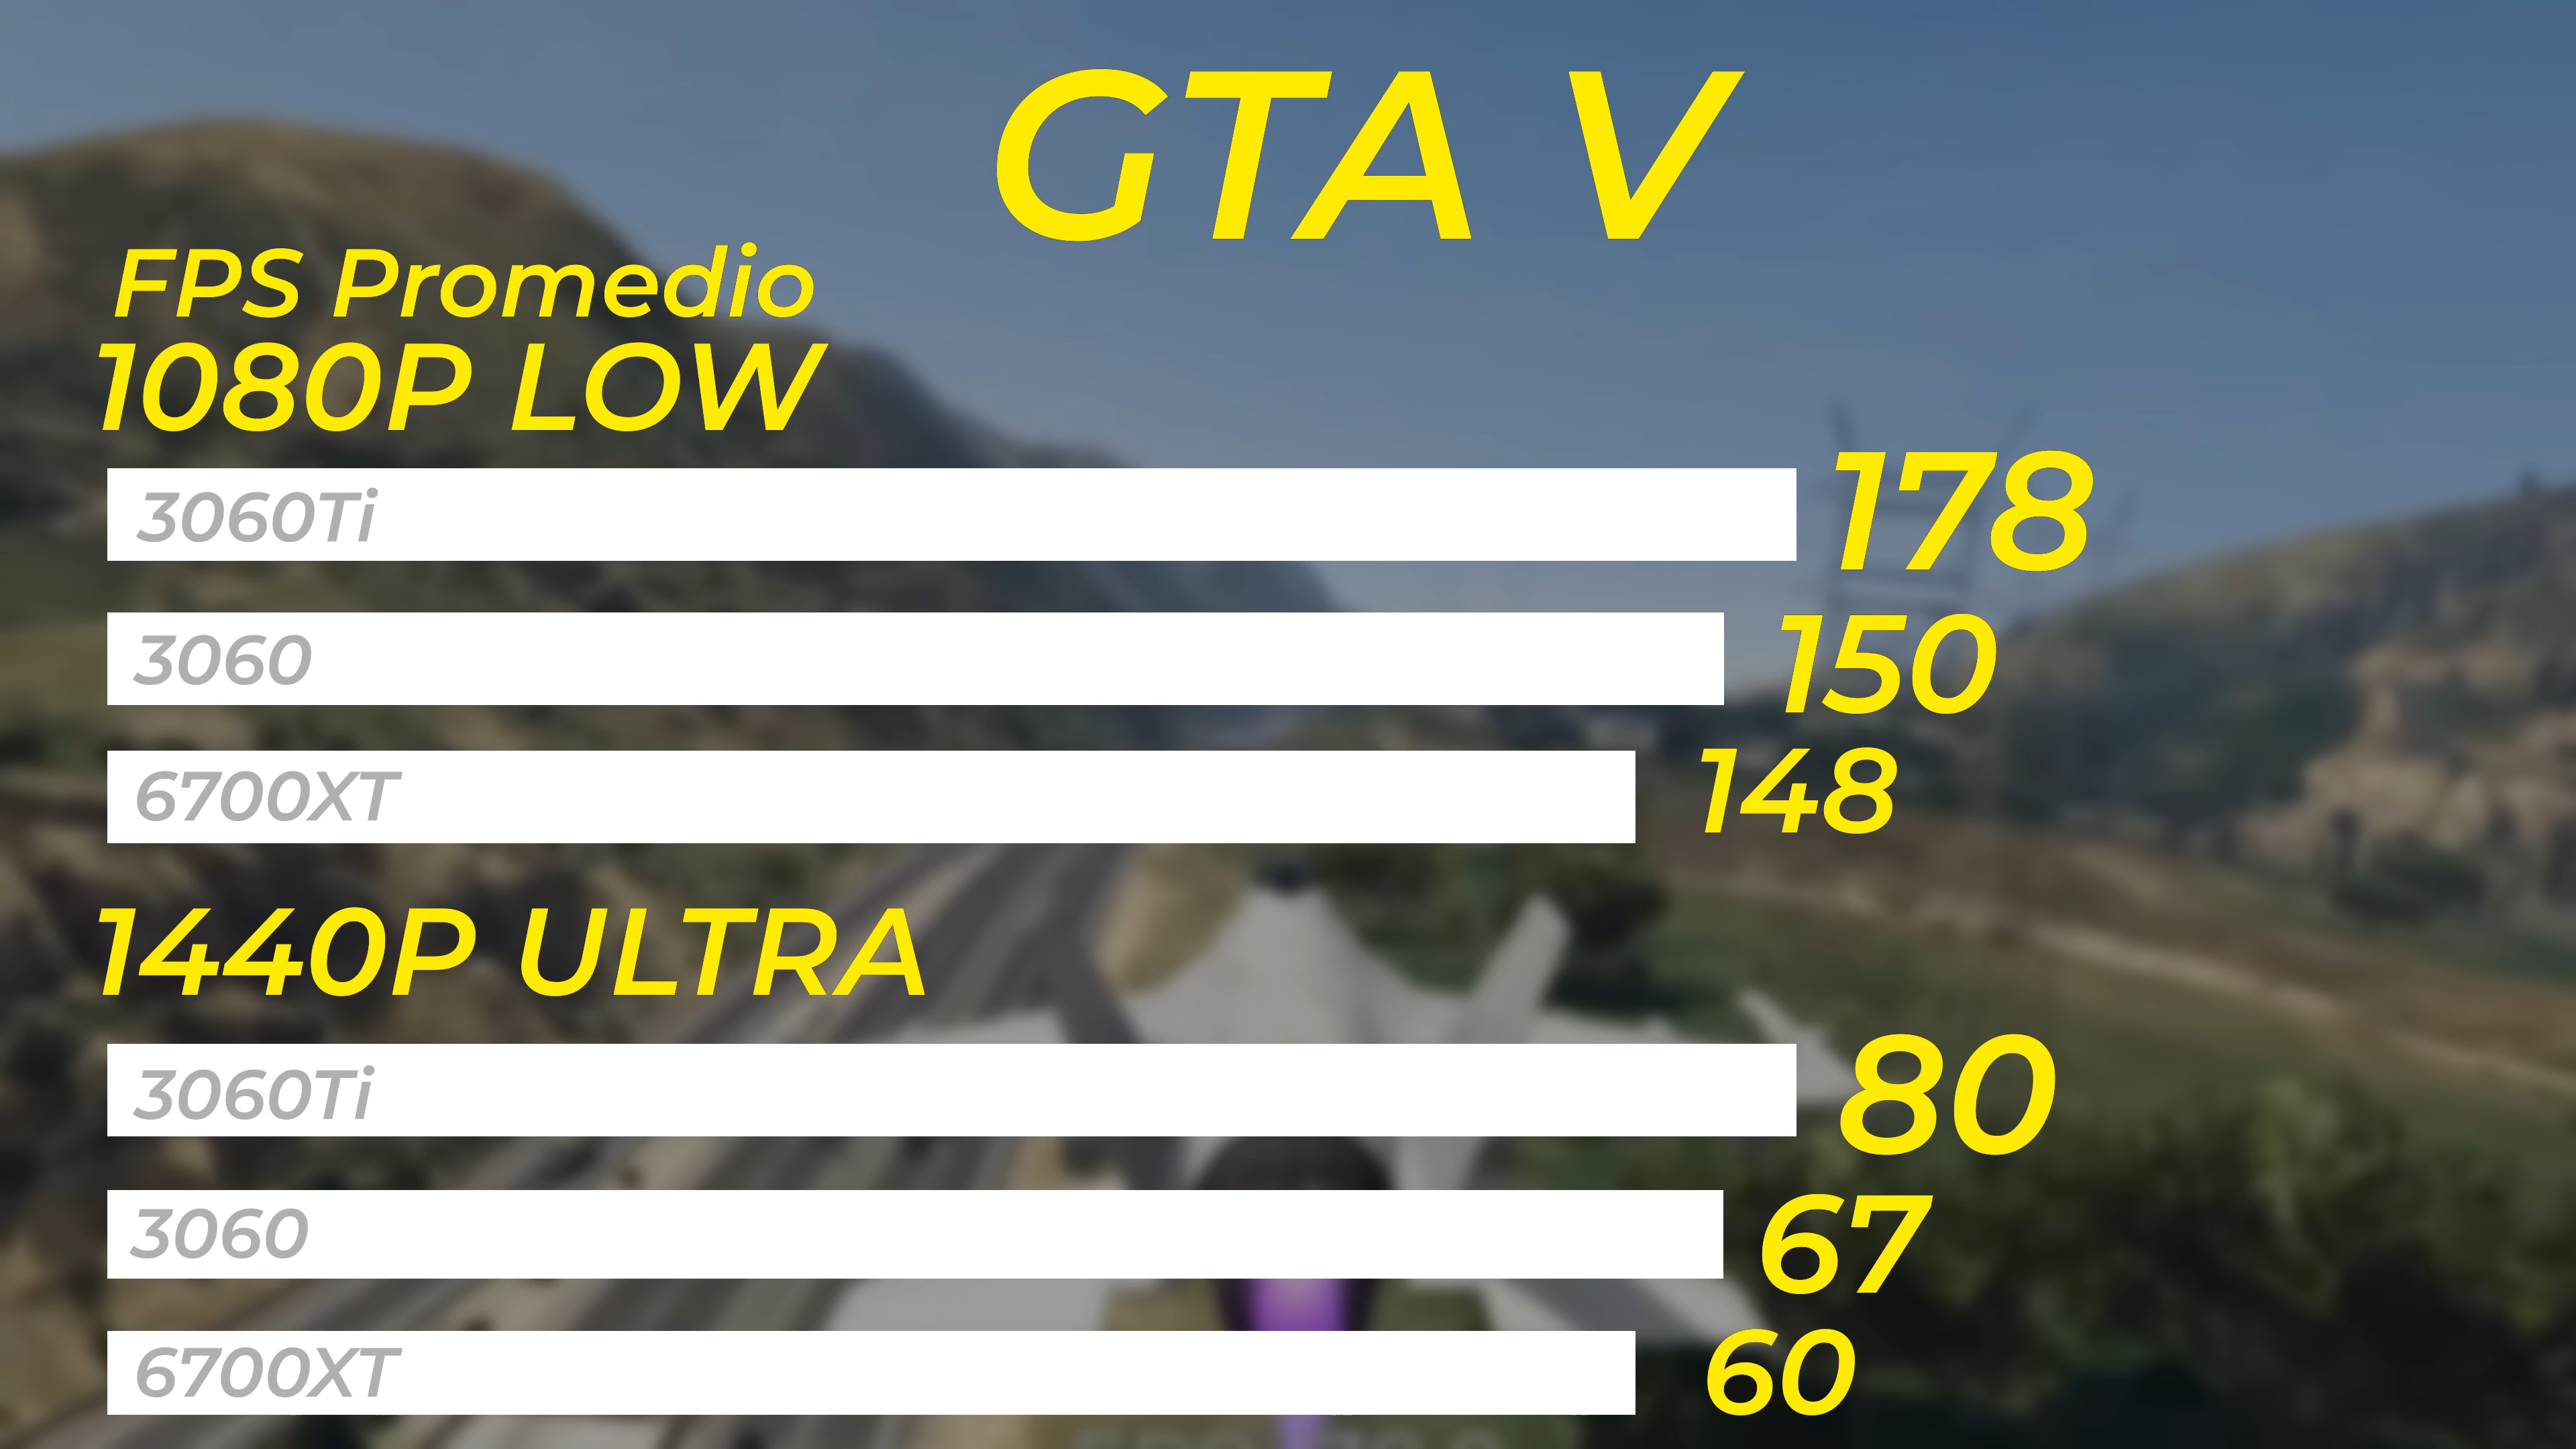 GTA V
FPS Promedio
1080P LOW
3060Ti 178
3060 150
6700XT 148
1440P ULTRA
3060Ti 80
3060 67
6700XT 60